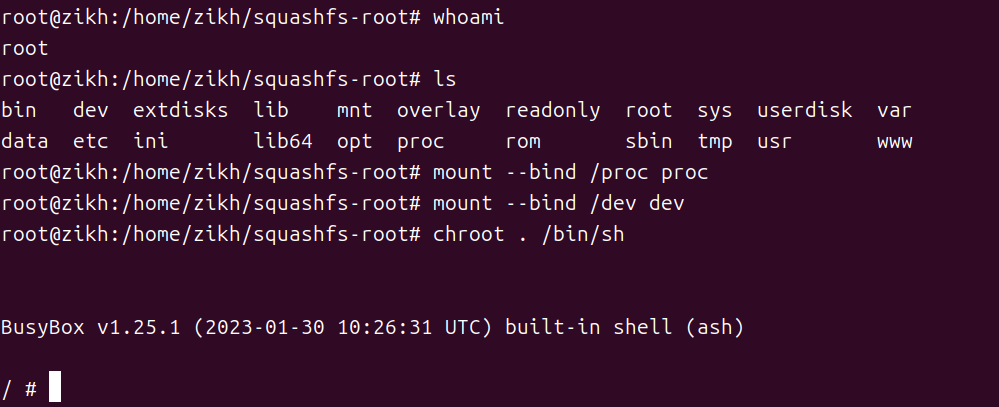 root@zikh:/home/zikh/squashfs-root# whoami
root
root@zikh:/home/zikh/squashfs-root# ls
bin   dev  extdisks  lib    mnt  overlay  readonly  root  sys  userdisk  var
data  etc  ini       lib64  opt  proc     rom       sbin  tmp  usr       www
root@zikh:/home/zikh/squashfs-root# mount --bind /proc proc
root@zikh:/home/zikh/squashfs-root# mount --bind /dev dev
root@zikh:/home/zikh/squashfs-root# chroot . /bin/sh
BusyBox v1.25.1 (2023-01-30 10:26:31 UTC) built-in shell (ash)
/ #